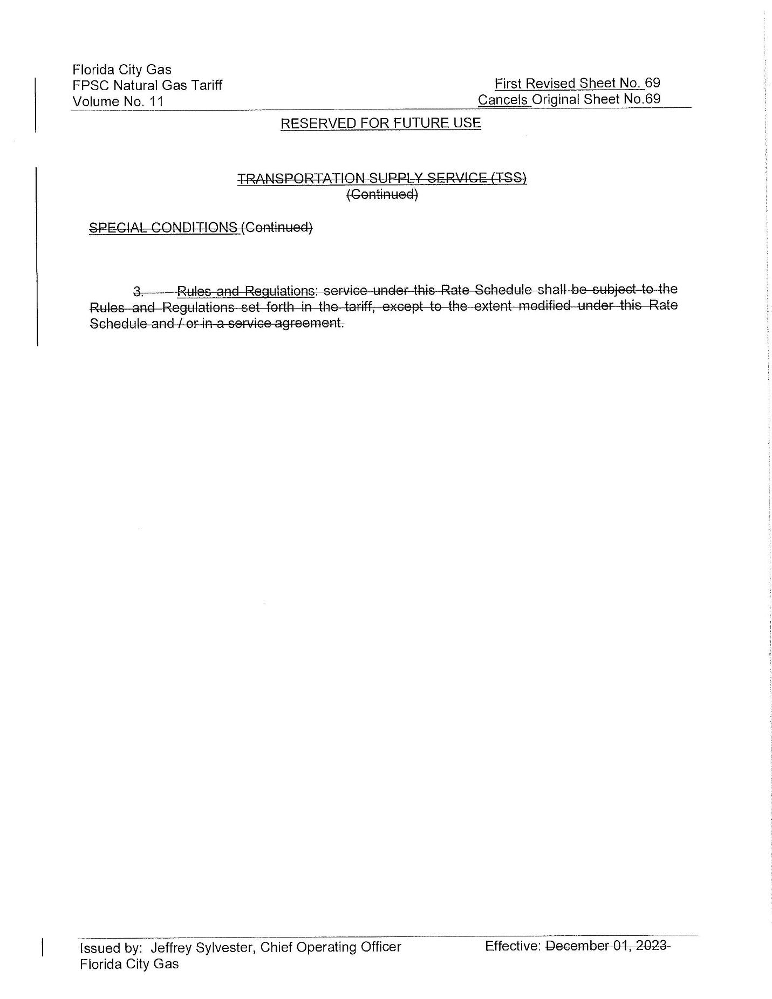 Florida City Gas
FPSC Natural Gas Tariff
First Revised Sheet No. 69
Volume No. 11
Cancels Original Sheet No.69
RESERVED FOR FUTURE USE
TRANSPORTATION SUPPLY SERVICE (TSS)
(Continued)
SPECIAL CONDITIONS (Continued)
3. Rules and Regulations: service under this Rate Schedule shall be subject to the
Rules and Regulations set forth in the tariff, except to the extent modified under this Rate
Schedule and / or in a service agreement.
Issued by: Jeffrey Sylvester, Chief Operating Officer
Effective: December 01, 2023
Florida City Gas